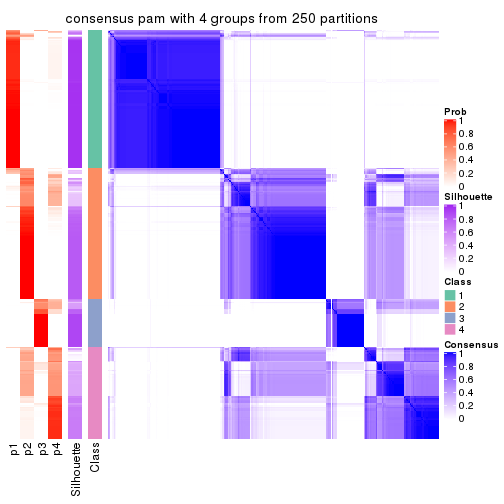 consensus pam with 4 groups from 250 partitions
Prob
1
0.8
0.6
0.4
0.2
0
Silhouette
1
0.8
0.6
0.4
0.2
0
Class
1
2
3
4
Consensus
1
0.8
0.6
0.4
0.2
0
p1
p2
p3
p4
Silhouette
Class